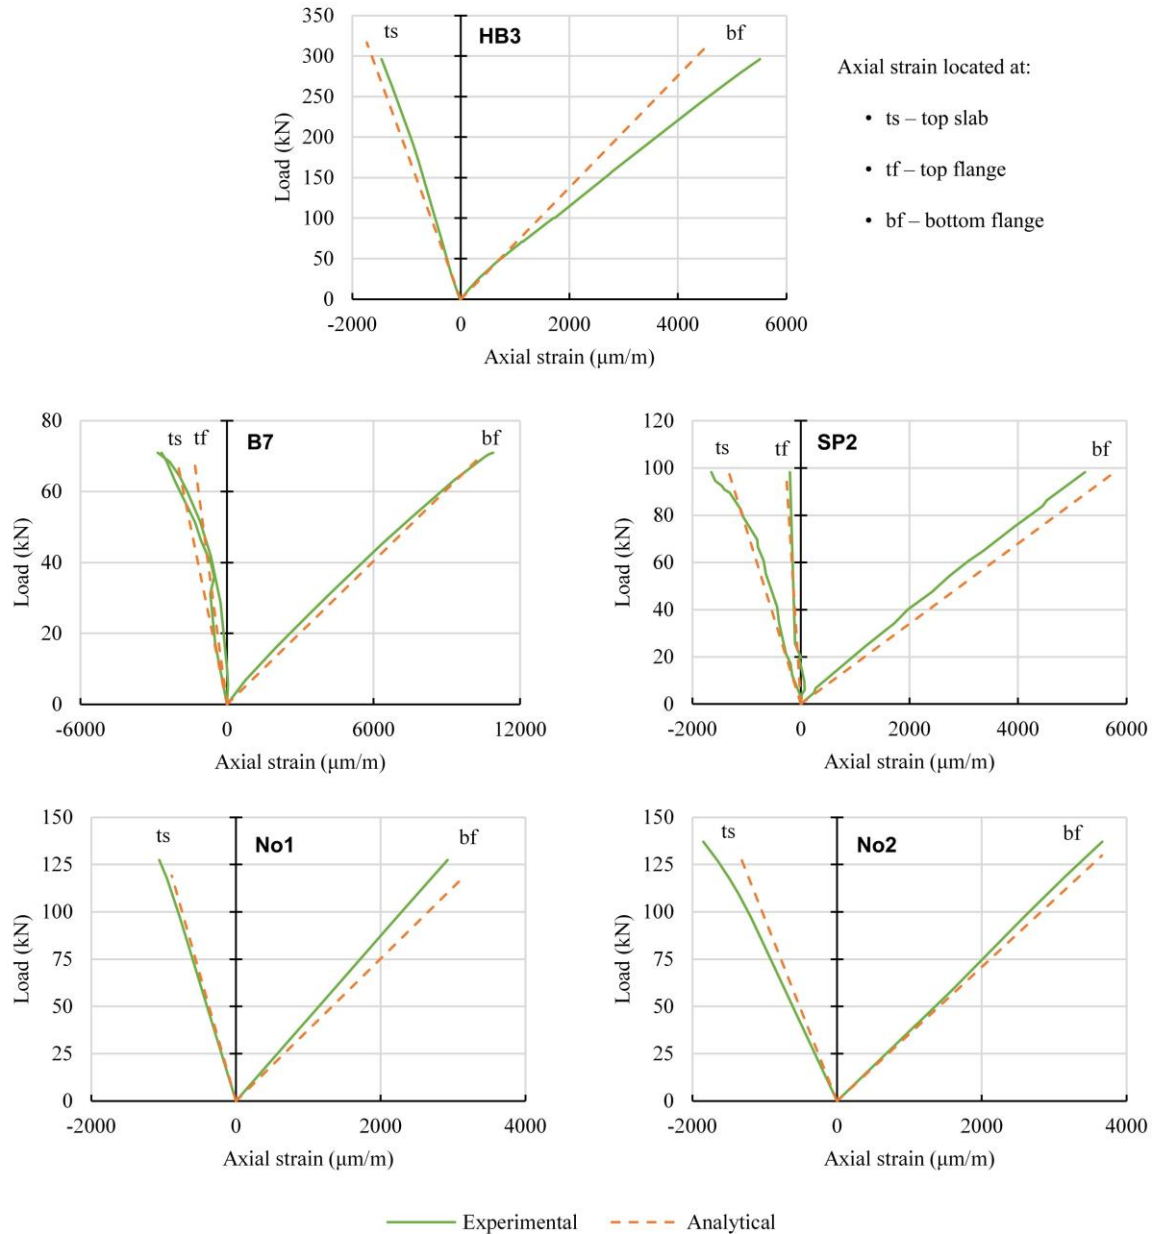 350
300
250
200
150
100
50
0
Load (kN)
ts
HB3
bf
-2000
0
2000
4000
6000
Axial strain (μm/m)
Axial strain located at:
• ts – top slab
• tf – top flange
• bf – bottom flange
80
60
40
20
0
Load (kN)
ts
tf
B7
bf
-6000
0
6000
12000
Axial strain (μm/m)
120
100
80
60
40
20
0
Load (kN)
ts
tf
SP2
bf
-2000
0
2000
4000
6000
Axial strain (μm/m)
150
125
100
75
50
25
0
Load (kN)
ts
No1
bf
-2000
0
2000
4000
Axial strain (μm/m)
150
125
100
75
50
25
0
Load (kN)
ts
No2
bf
-2000
0
2000
4000
Axial strain (μm/m)
Experimental
Analytical